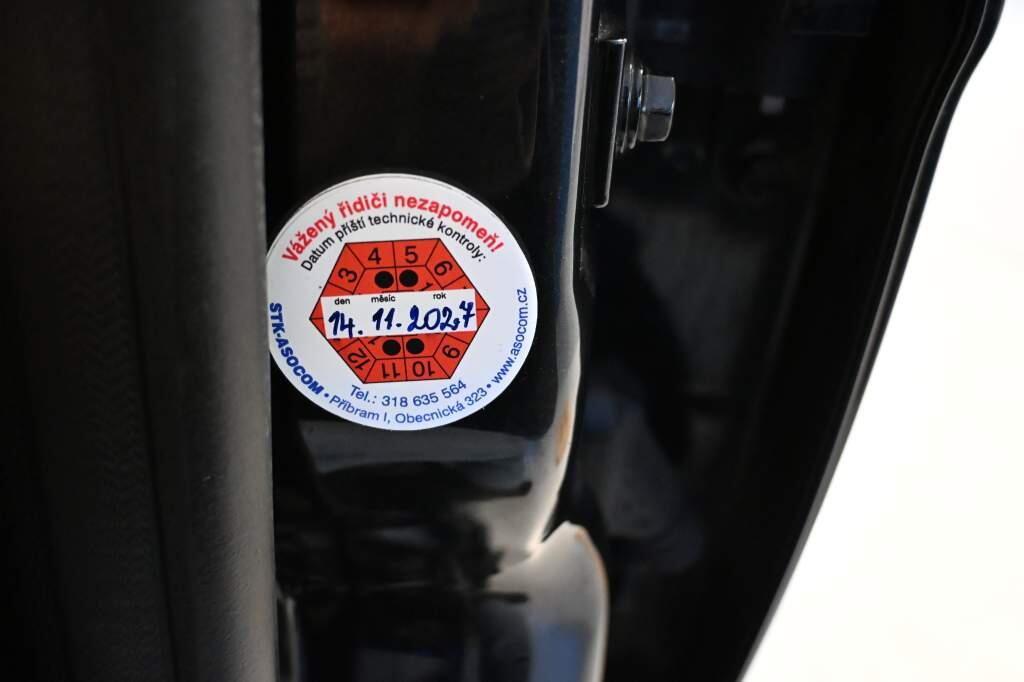 Vážený řidiči nezapomeň!
Datum příští technické kontroly:
3 4 5 6
den měsíc rok
14. 11. 2027
12 11 10 9
STK-ASOCOM • Příbram I, Obecnická 323 • www.asocom.cz
Tel.: 318 635 564